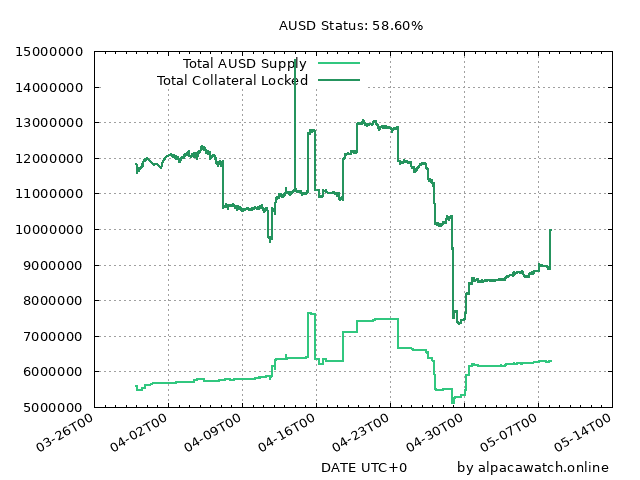 AUSD Status: 58.60%
15000000
14000000
13000000
12000000
11000000
10000000
9000000
8000000
7000000
6000000
5000000
Total AUSD Supply
Total Collateral Locked
03-26T00
04-02T00
04-09T00
04-16T00
04-23T00
04-30T00
05-07T00
05-14T00
DATE UTC+0
by alpacawatch.online